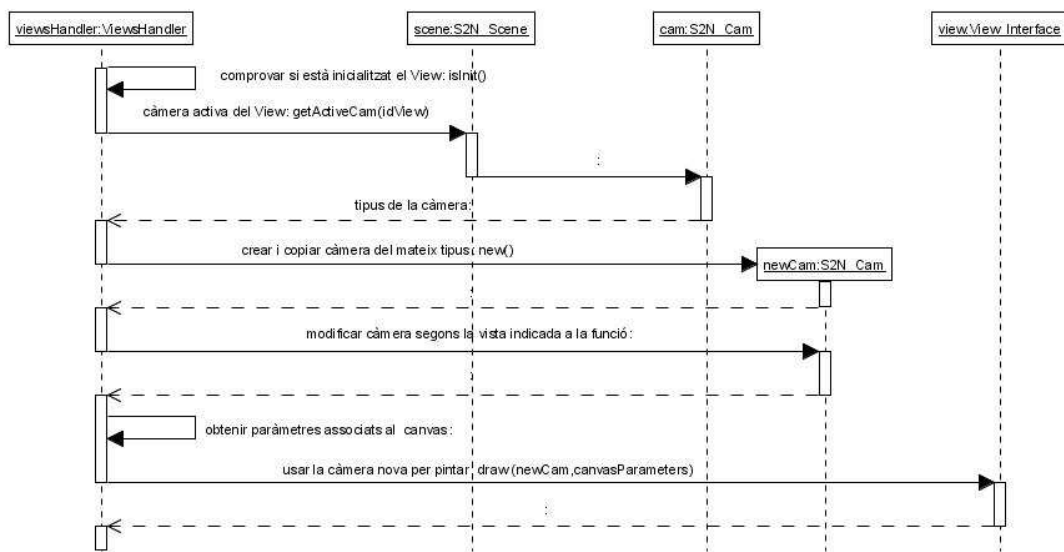 viewsHandler:ViewsHandler
scene:S2N_Scene
cam:S2N_Cam
view:View_Interface
comprovar si està inicialitzat el View: isInit()
càmera activa del View: getActiveCam(idView)
:
tipus de la càmera:
crear i copiar càmera del mateix tipus: new()
newCam:S2N_Cam
:
modificar càmera segons la vista indicada a la funció:
:
obtenir paràmetres associats al canvas:
usar la càmera nova per pintar: draw(newCam,canvasParameters)
: